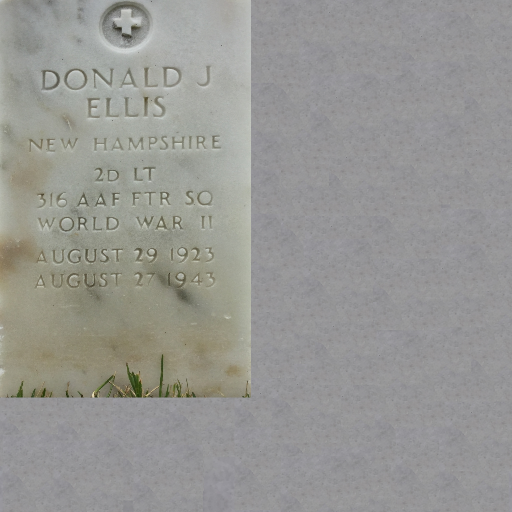 DONALD J
ELLIS
NEW HAMPSHIRE
2D LT
316 AAF FTR SQ
WORLD WAR II
AUGUST 29 1923
AUGUST 27 1943